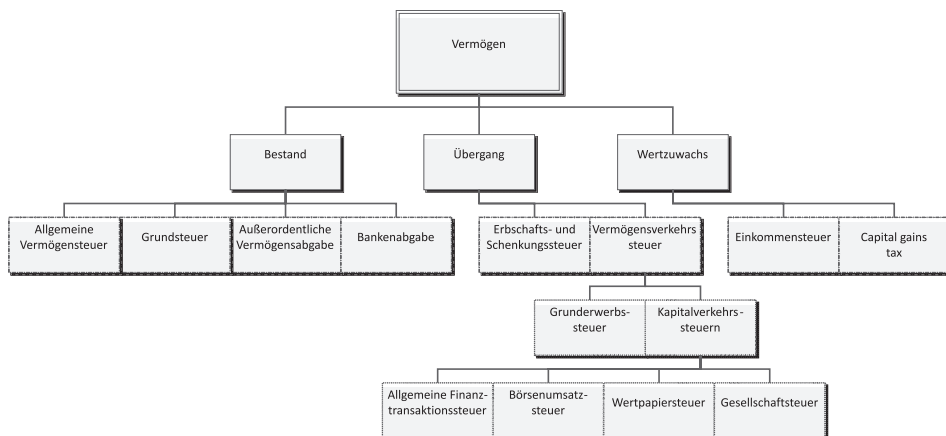 Vermögen
Bestand
Übergang
Wertzuwachs
Allgemeine
Vermögensteuer
Grundsteuer
Außerordentliche
Vermögensabgabe
Bankenabgabe
Erbschafts- und
Schenkungssteuer
Vermögensverkehrs
steuer
Einkommensteuer
Capital gains
tax
Grunderwerbs-
steuer
Kapitalverkehrs-
steuern
Allgemeine Finanz-
transaktionssteuer
Börsenumsatz-
steuer
Wertpapiersteuer
Gesellschaftsteuer